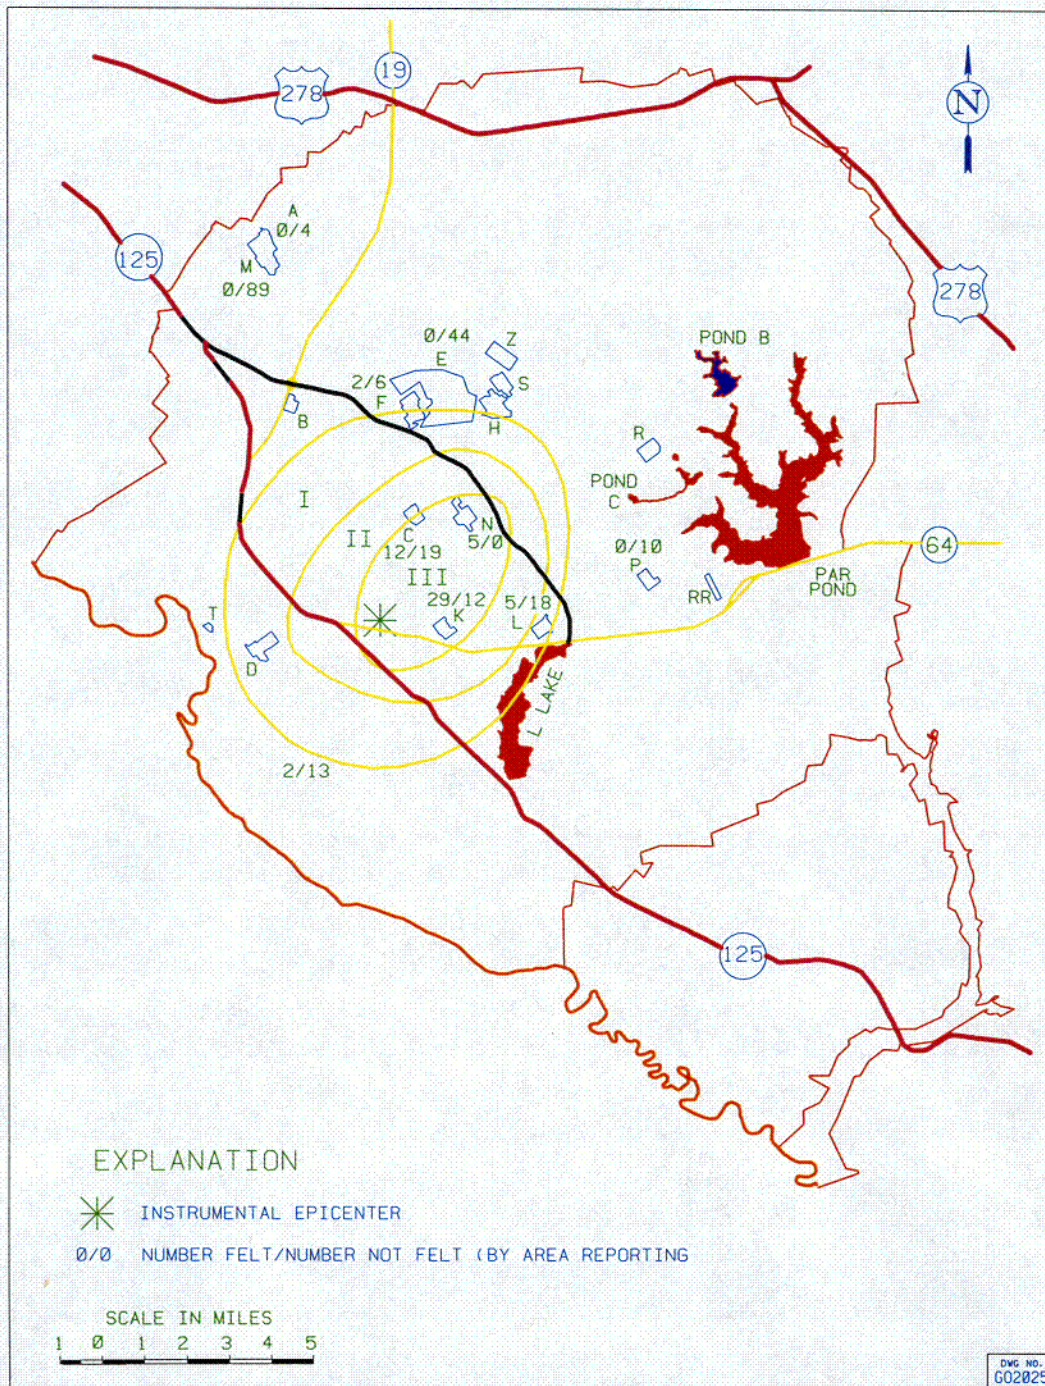 19
278
N
A
0/4
125
M
0/89
278
0/44
Z
E
POND B
2/6
F
S
B
H
R
POND
C
I
II
C
N
12/19
5/0
0/10
64
III
P
PAR
POND
29/12
5/18
RR
T
K
L
D
L LAKE
2/13
125
EXPLANATION
INSTRUMENTAL EPICENTER
0/0 NUMBER FELT/NUMBER NOT FELT (BY AREA REPORTING
SCALE IN MILES
1 0 1 2 3 4 5
DWG NO.
GO2025